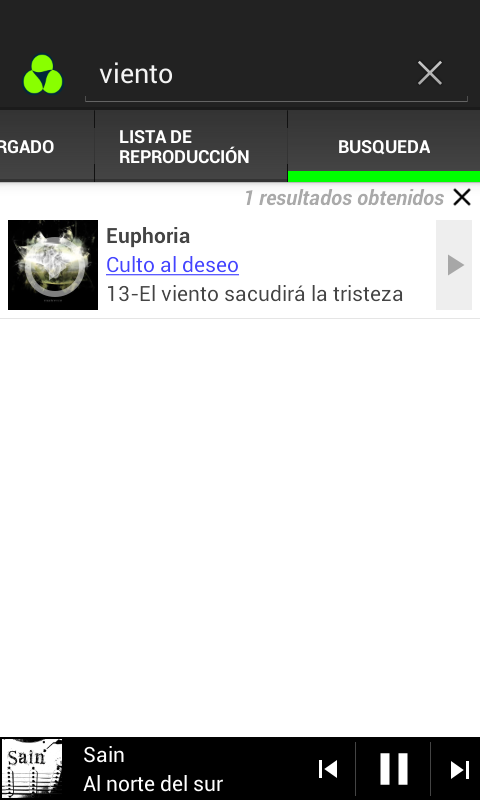 viento
RGADO
LISTA DE
REPRODUCCIÓN
BUSQUEDA
1 resultados obtenidos
Euphoria
Culto al deseo
13-El viento sacudirá la tristeza
Sain
Sain
Al norte del sur